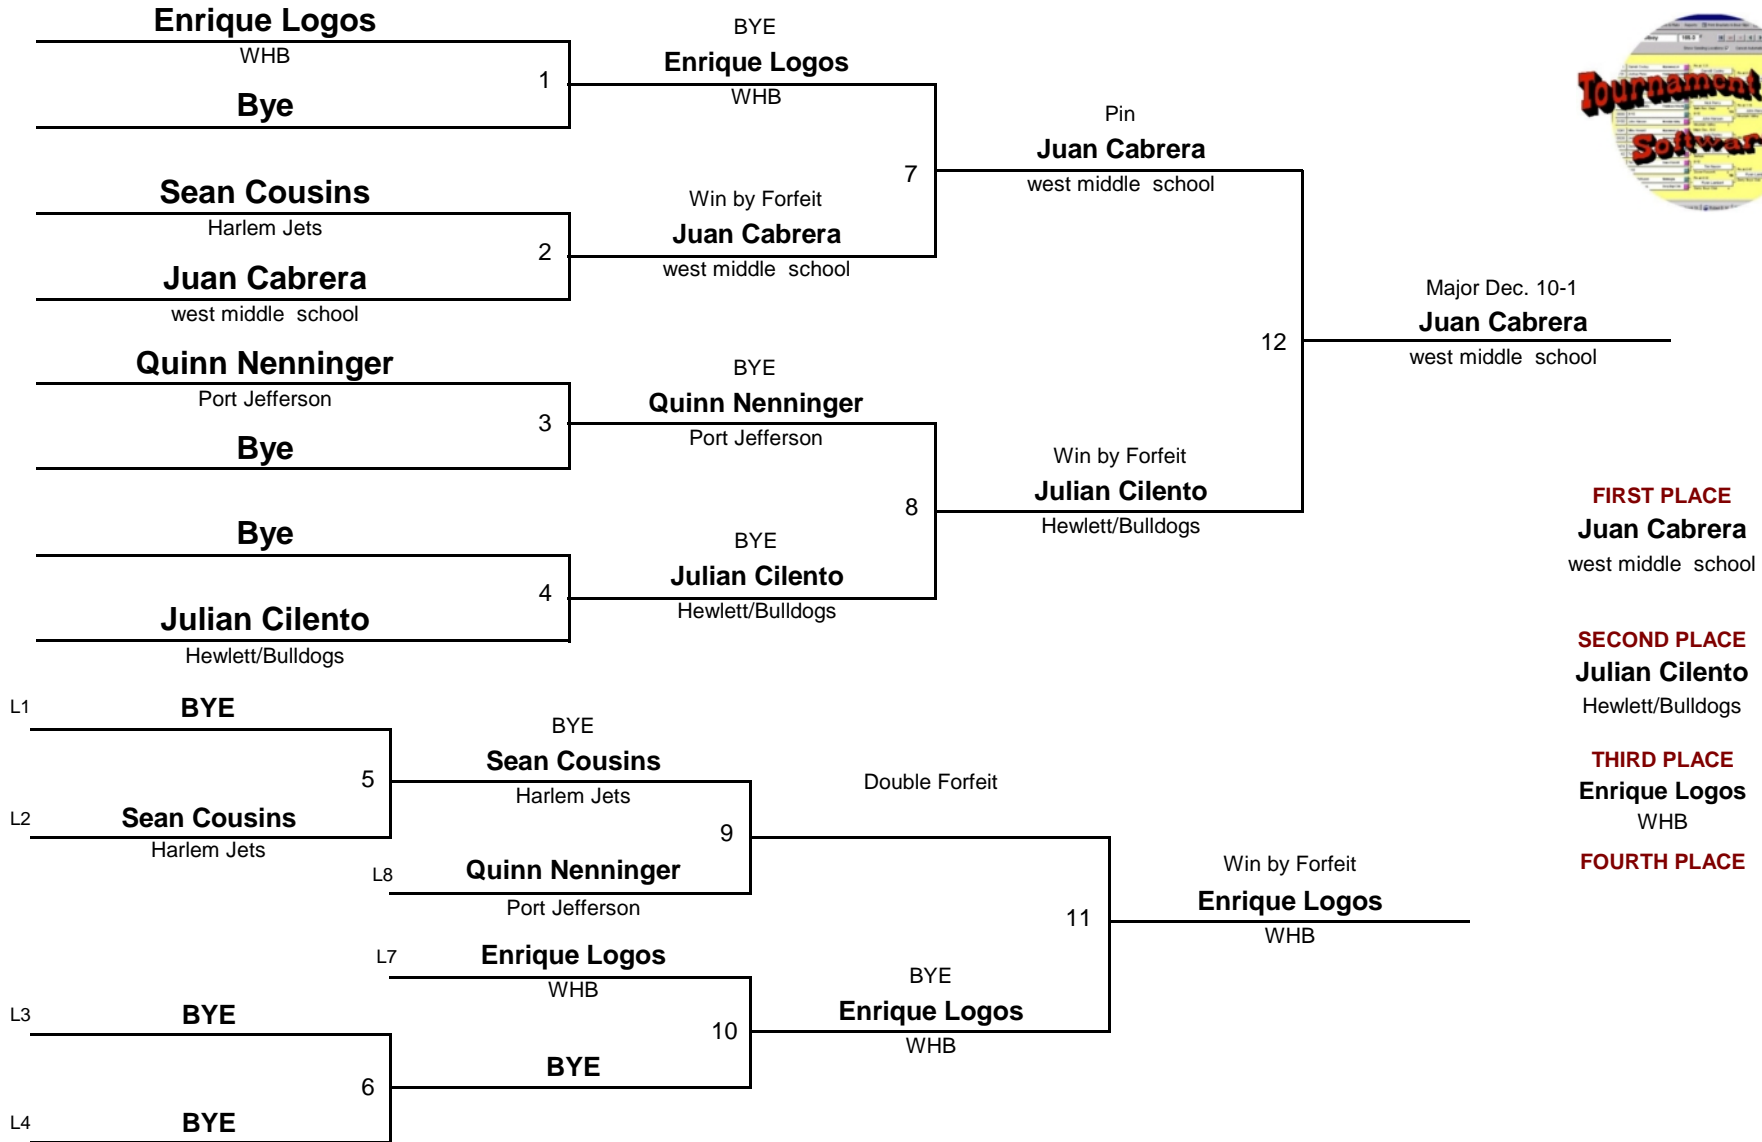 Enrique Logos
WHB
1
Bye
BYE
Enrique Logos
WHB
Sean Cousins
Harlem Jets
2
Juan Cabrera
west middle  school
Win by Forfeit
Juan Cabrera
west middle  school
7
Pin
Juan Cabrera
west middle  school
Quinn Nenninger
Port Jefferson
3
Bye
BYE
Quinn Nenninger
Port Jefferson
Bye
4
Julian Cilento
Hewlett/Bulldogs
BYE
Julian Cilento
Hewlett/Bulldogs
8
Win by Forfeit
Julian Cilento
Hewlett/Bulldogs
12
Major Dec. 10-1
Juan Cabrera
west middle  school
Tournament
Softwar
FIRST PLACE
Juan Cabrera
west middle  school
SECOND PLACE
Julian Cilento
Hewlett/Bulldogs
THIRD PLACE
Enrique Logos
WHB
FOURTH PLACE
L1
BYE
5
L2
Sean Cousins
Harlem Jets
BYE
Sean Cousins
Harlem Jets
9
L8
Quinn Nenninger
Port Jefferson
Double Forfeit
L7
Enrique Logos
WHB
10
BYE
L3
BYE
6
L4
BYE
BYE
Enrique Logos
WHB
11
Win by Forfeit
Enrique Logos
WHB